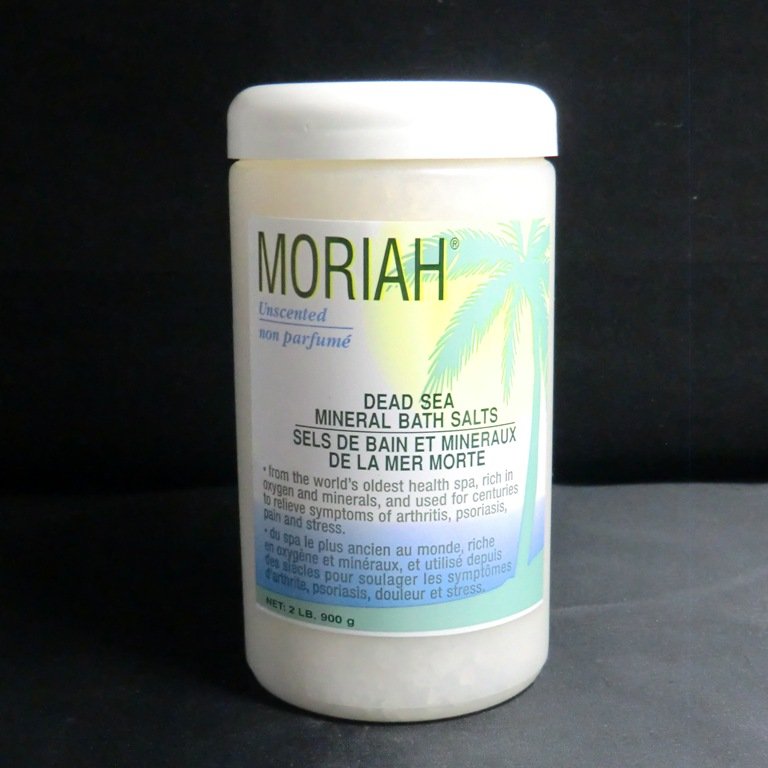 MORIAH®
Unscented
non parfumé
DEAD SEA
MINERAL BATH SALTS
SELS DE BAIN ET MINERAUX
DE LA MER MORTE
• from the world's oldest health spa, rich in
oxygen and minerals, and used for centuries
to relieve symptoms of arthritis, psoriasis,
pain and stress.
• du spa le plus ancien au monde, riche
en oxygène et minéraux, et utilisé depuis
des siècles pour soulager les symptômes
d'arthrite, psoriasis, douleur et stress.
NET: 2 LB. 900 g